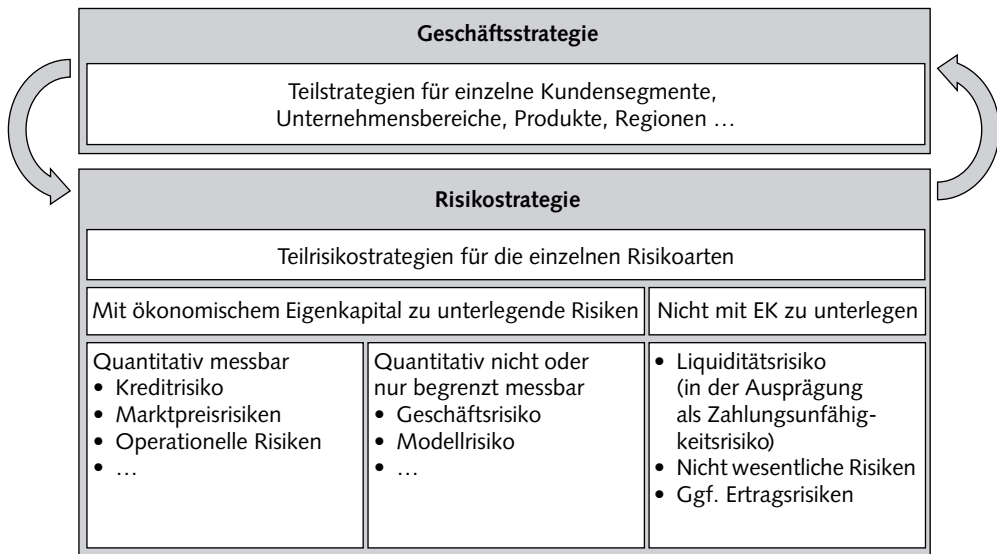 Geschäftsstrategie
Teilstrategien für einzelne Kundensegmente,
Unternehmensbereiche, Produkte, Regionen …
Risikostrategie
Teilrisikostrategien für die einzelnen Risikoarten
Mit ökonomischem Eigenkapital zu unterlegende Risiken
Nicht mit EK zu unterlegen
Quantitativ messbar
• Kreditrisiko
• Marktpreisrisiken
• Operationelle Risiken
• …
Quantitativ nicht oder
nur begrenzt messbar
• Geschäftsrisiko
• Modellrisiko
• …
• Liquiditätsrisiko
(in der Ausprägung
als Zahlungsunfähig-
keitsrisiko)
• Nicht wesentliche Risiken
• Ggf. Ertragsrisiken